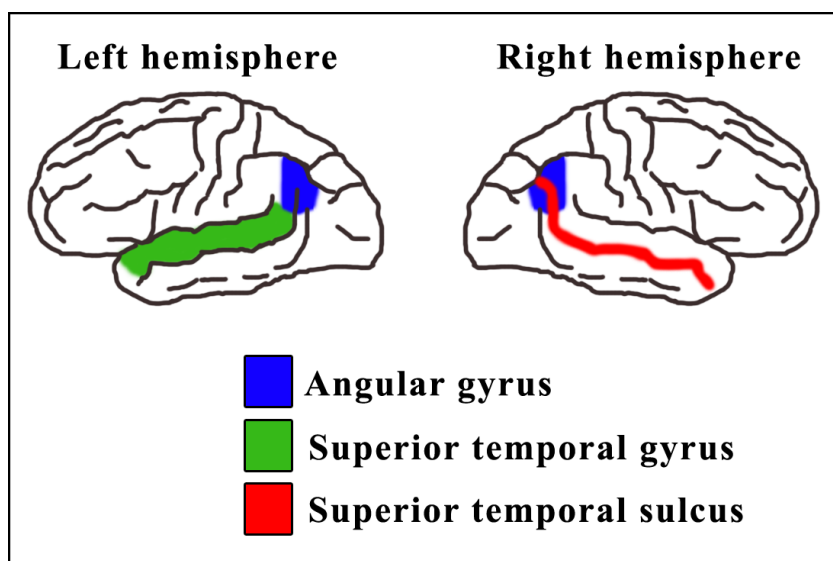 Left hemisphere
Right hemisphere
Angular gyrus
Superior temporal gyrus
Superior temporal sulcus